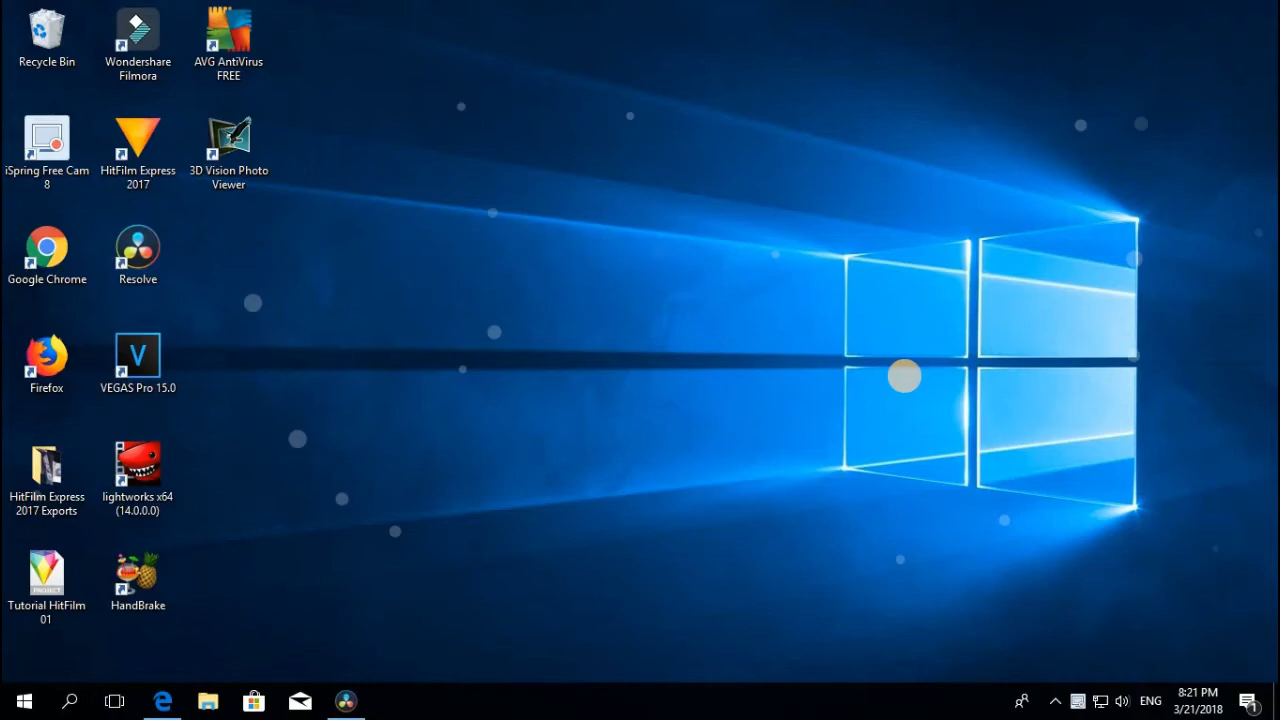 Recycle Bin
Wondershare
Filmora
AVG AntiVirus
FREE
iSpring Free Cam
8
HitFilm Express
2017
3D Vision Photo
Viewer
Google Chrome
Resolve
Firefox
V
VEGAS Pro 15.0
HitFilm Express
2017 Exports
lightworks x64
(14.0.0.0)
PROJECT
Tutorial HitFilm
01
HandBrake
ENG
8:21 PM
3/21/2018
1